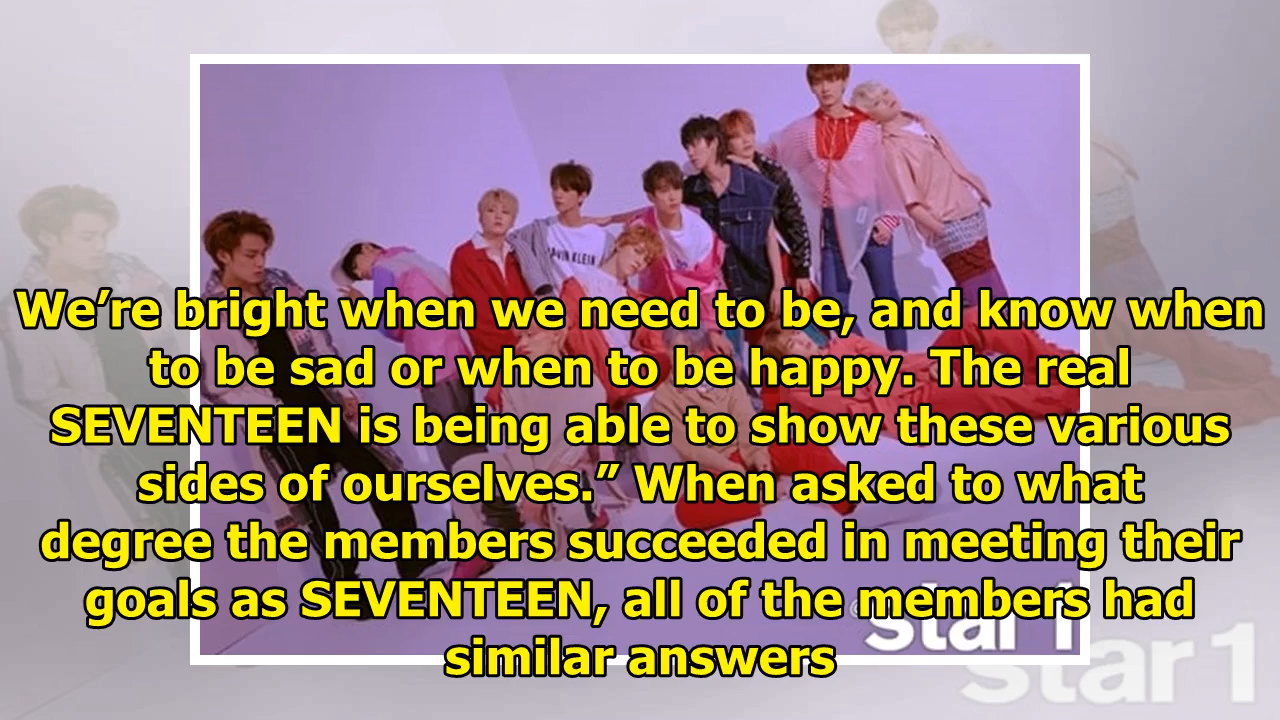 CALVIN KLEIN
We’re bright when we need to be, and know when
to be sad or when to be happy. The real
SEVENTEEN is being able to show these various
sides of ourselves.” When asked to what
degree the members succeeded in meeting their
goals as SEVENTEEN, all of the members had
similar answers
star1
star1